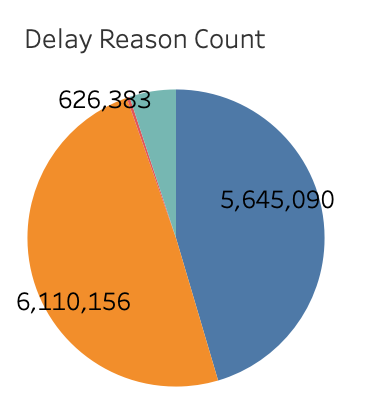 Delay Reason Count
626,383
5,645,090
6,110,156